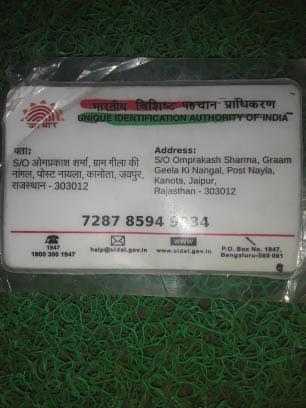 भारतीय विशिष्ट पहचान प्राधिकरण
UNIQUE IDENTIFICATION AUTHORITY OF INDIA
आधार
पताः
S/O ओमप्रकाश शर्मा, ग्राम गीला की
नांगल, पोस्ट नायला, कानोता, जयपुर,
राजस्थान - 303012
Address:
S/O Omprakash Sharma, Graam
Geela Ki Nangal, Post Nayla,
Kanota, Jaipur,
Rajasthan - 303012
7287 8594
1947
1800 300 1947
help@uidai.gov.in
www
www.uidai.gov.in
P.O. Box No. 1947,
Bengaluru-560 001